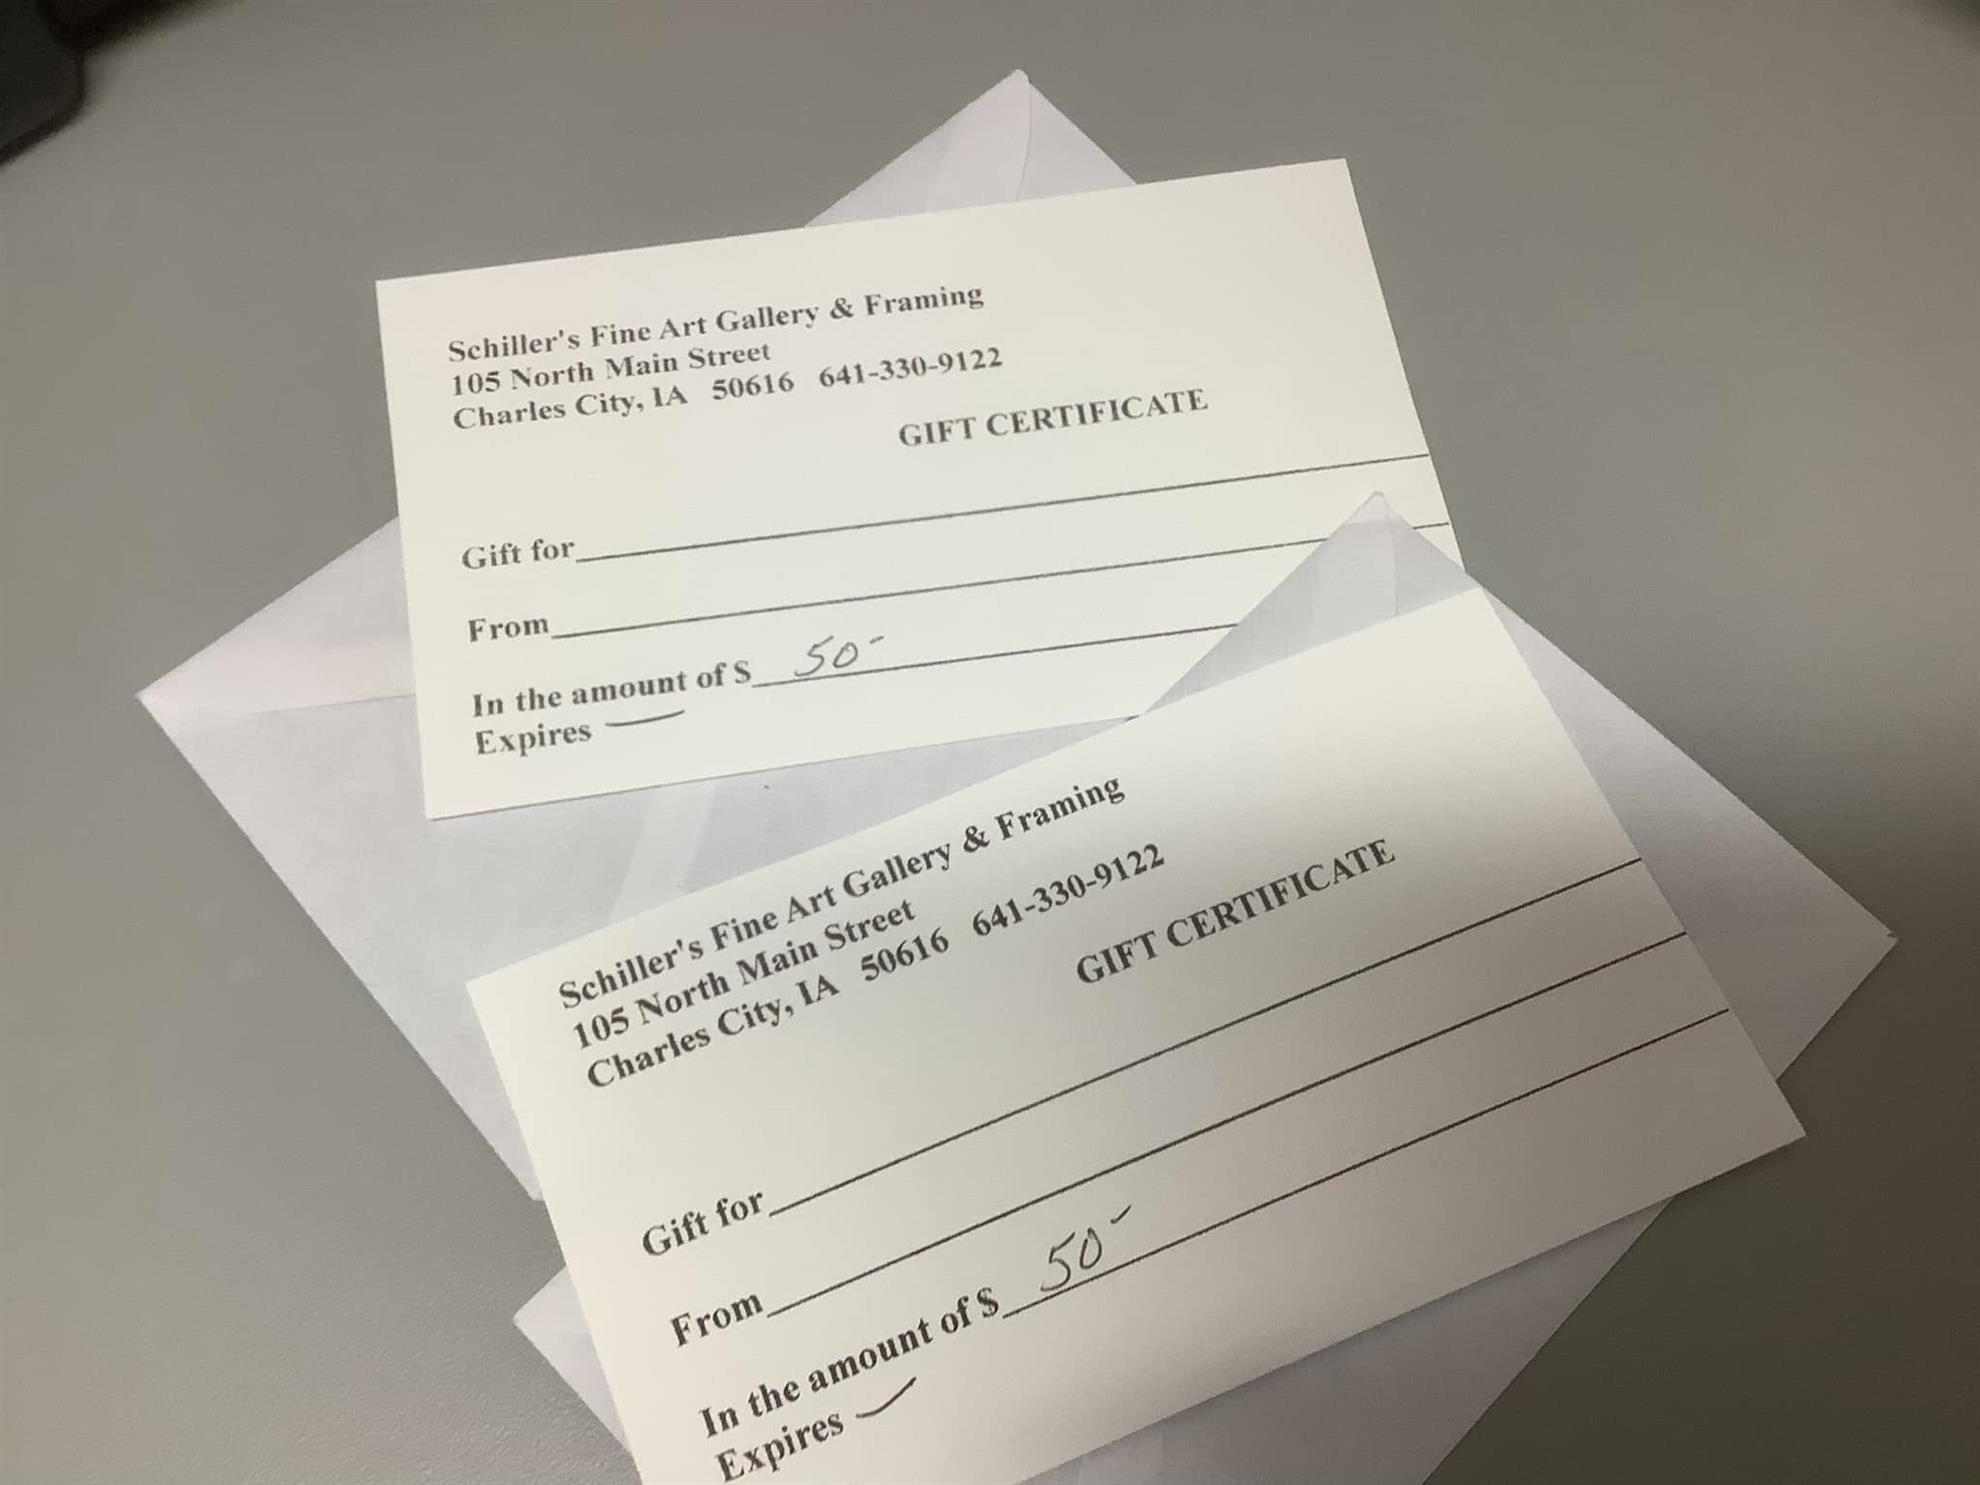 Schiller's Fine Art Gallery & Framing
105 North Main Street
Charles City, IA 50616 641-330-9122
GIFT CERTIFICATE
Gift for
From
In the amount of $ 50-
Expires —
Schiller's Fine Art Gallery & Framing
105 North Main Street
Charles City, IA 50616 641-330-9122
GIFT CERTIFICATE
Gift for
From
In the amount of $ 50-
Expires —